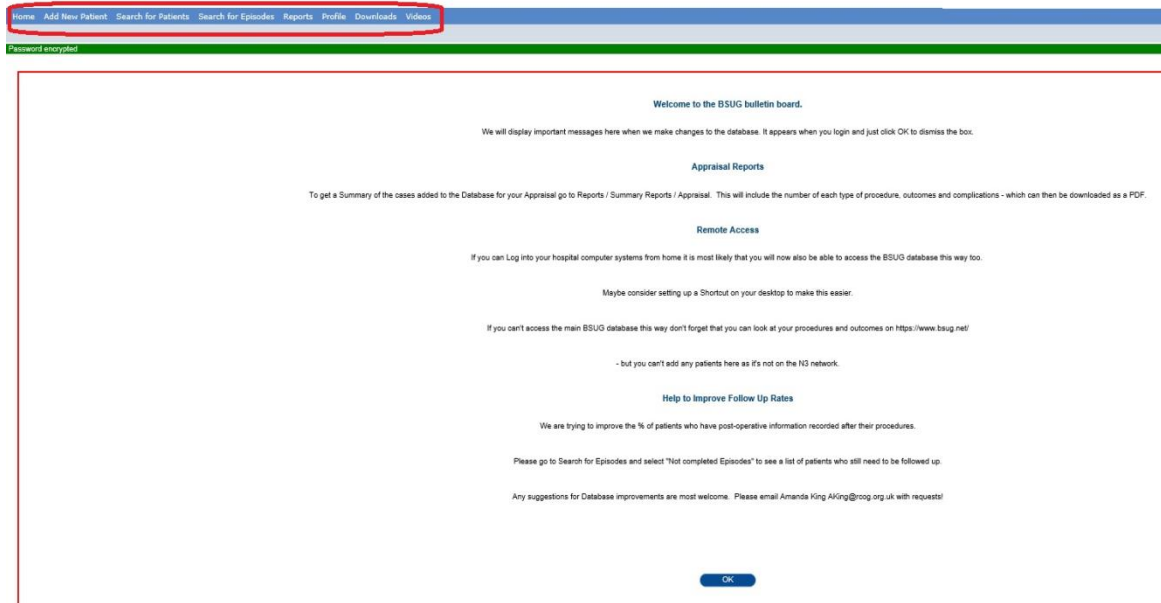 Home Add New Patient Search for Patients Search for Episodes Reports Profile Downloads Videos
Password encrypted
Welcome to the BSUG bulletin board.
We will display important messages here when we make changes to the database. It appears when you login and just click OK to dismiss the box.
Appraisal Reports
To get a Summary of the cases added to the Database for your Appraisal go to Reports / Summary Reports / Appraisal. This will include the number of each type of procedure, outcomes and complications - which can then be downloaded as a PDF.
Remote Access
If you can Log into your hospital computer systems from home it is most likely that you will now also be able to access the BSUG database this way too.
Maybe consider setting up a Shortcut on your desktop to make this easier.
If you can't access the main BSUG database this way don't forget that you can look at your procedures and outcomes on https://www.bsug.net/
- but you can't add any patients here as it's not on the N3 network.
Help to Improve Follow Up Rates
We are trying to improve the % of patients who have post-operative information recorded after their procedures.
Please go to Search for Episodes and select "Not completed Episodes" to see a list of patients who still need to be followed up.
Any suggestions for Database improvements are most welcome. Please email Amanda King AKing@rcog.org.uk with requests!
OK